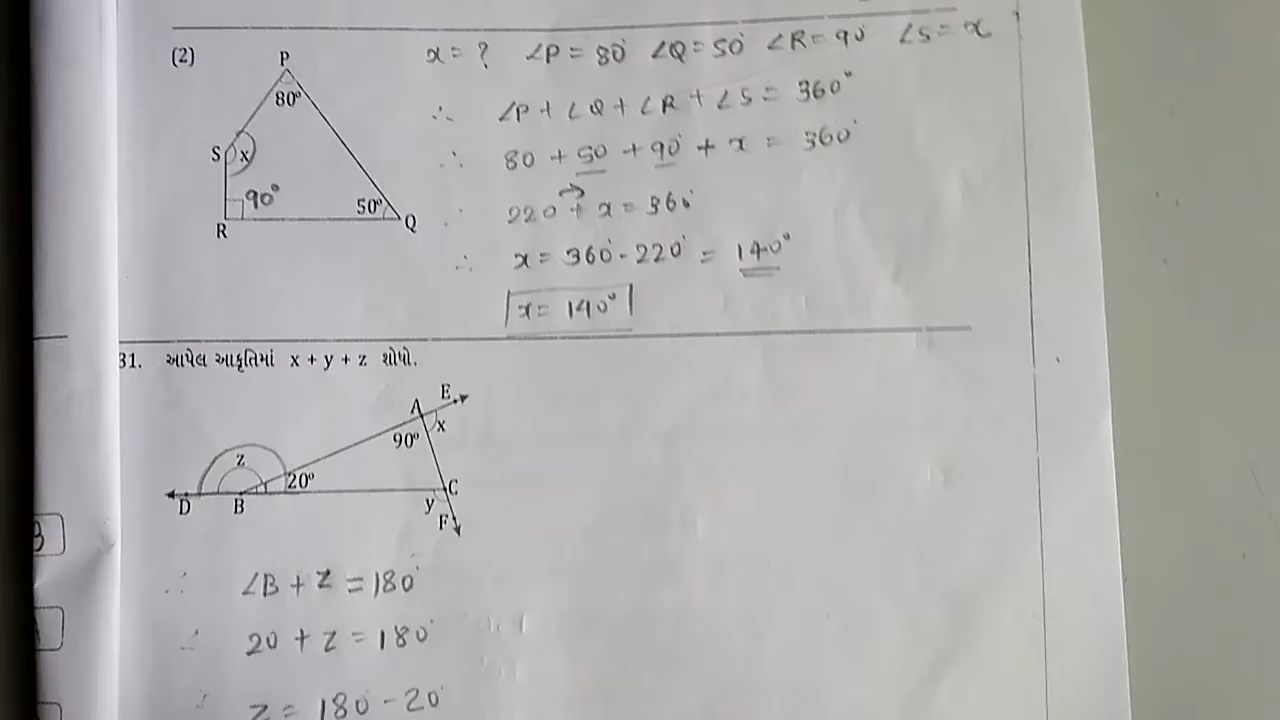 (2)
x = ? ∠P = 80° ∠Q = 50° ∠R = 90° ∠S = x
P
80°
S x
90°
50°
R
Q
∴ ∠P + ∠Q + ∠R + ∠S = 360°
∴ 80 + 50 + 90° + x = 360°
∴ 220 + x = 360°
∴ x = 360° - 220° = 140°
x = 140°
31. આપેલ આકૃતિમાં x + y + z શોધો.
A E
x
90°
z
20°
D B
C
y
F
∴ ∠B + Z = 180°
∴ 20 + Z = 180°
∴ Z = 180° - 20°